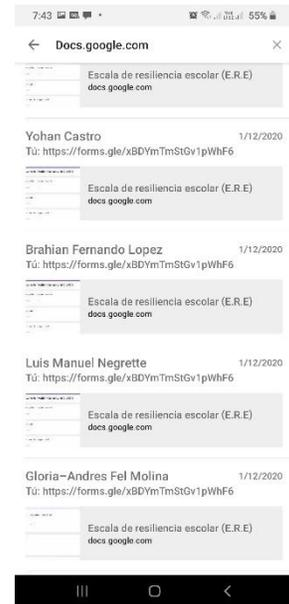 7:43 55%
Docs.google.com
Escala de resiliencia escolar (E.R.E)
docs.google.com
Yohan Castro 1/12/2020
Tú: https://forms.gle/xBDYmTmStGv1pWhF6
Escala de resiliencia escolar (E.R.E)
docs.google.com
Brahian Fernando Lopez 1/12/2020
Tú: https://forms.gle/xBDYmTmStGv1pWhF6
Escala de resiliencia escolar (E.R.E)
docs.google.com
Luis Manuel Negrette 1/12/2020
Tú: https://forms.gle/xBDYmTmStGv1pWhF6
Escala de resiliencia escolar (E.R.E)
docs.google.com
Gloria-Andres Fel Molina 1/12/2020
Tú: https://forms.gle/xBDYmTmStGv1pWhF6
Escala de resiliencia escolar (E.R.E)
docs.google.com